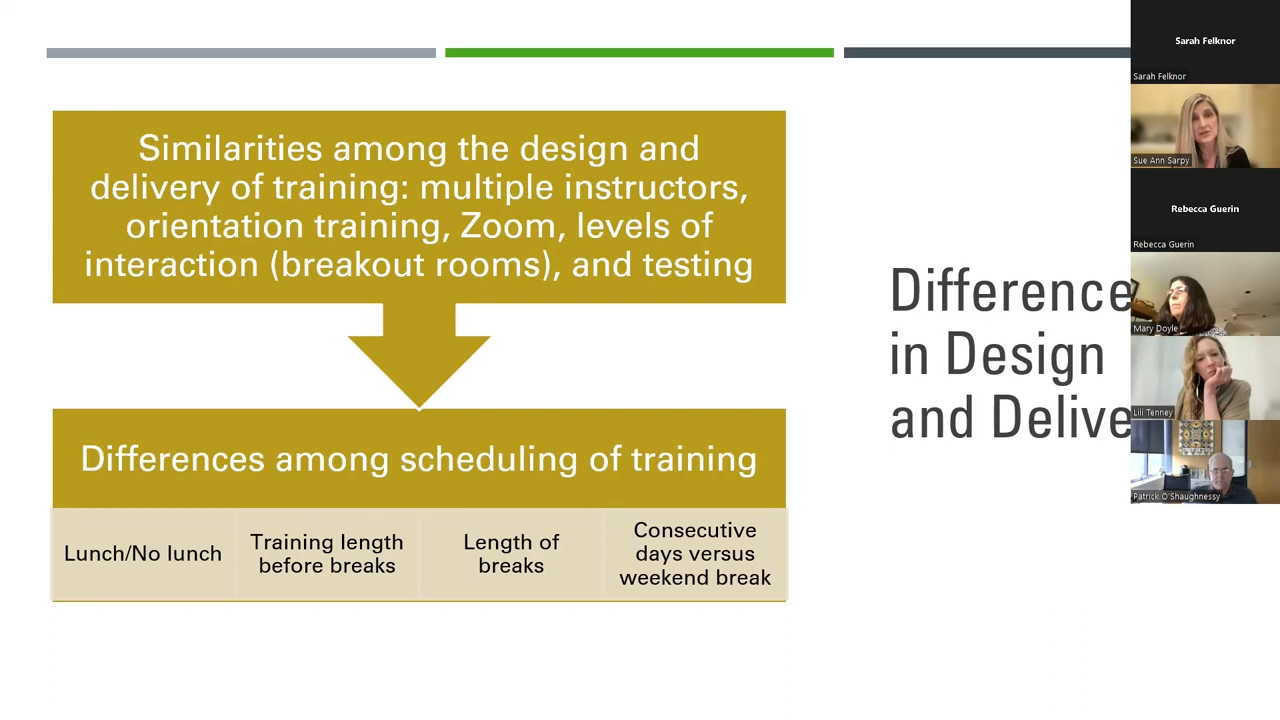 Similarities among the design and
delivery of training: multiple instructors,
orientation training, Zoom, levels of
interaction (breakout rooms), and testing
Differences among scheduling of training
Lunch/No lunch
Training length
before breaks
Length of
breaks
Consecutive
days versus
weekend break
Difference
in Design
and Delive
Sarah Felknor
Sarah Felknor
Sue Ann Sarpy
Rebecca Guerin
Rebecca Guerin
Mary Doyle
Lili Tenney
Patrick O'Shaughnessy